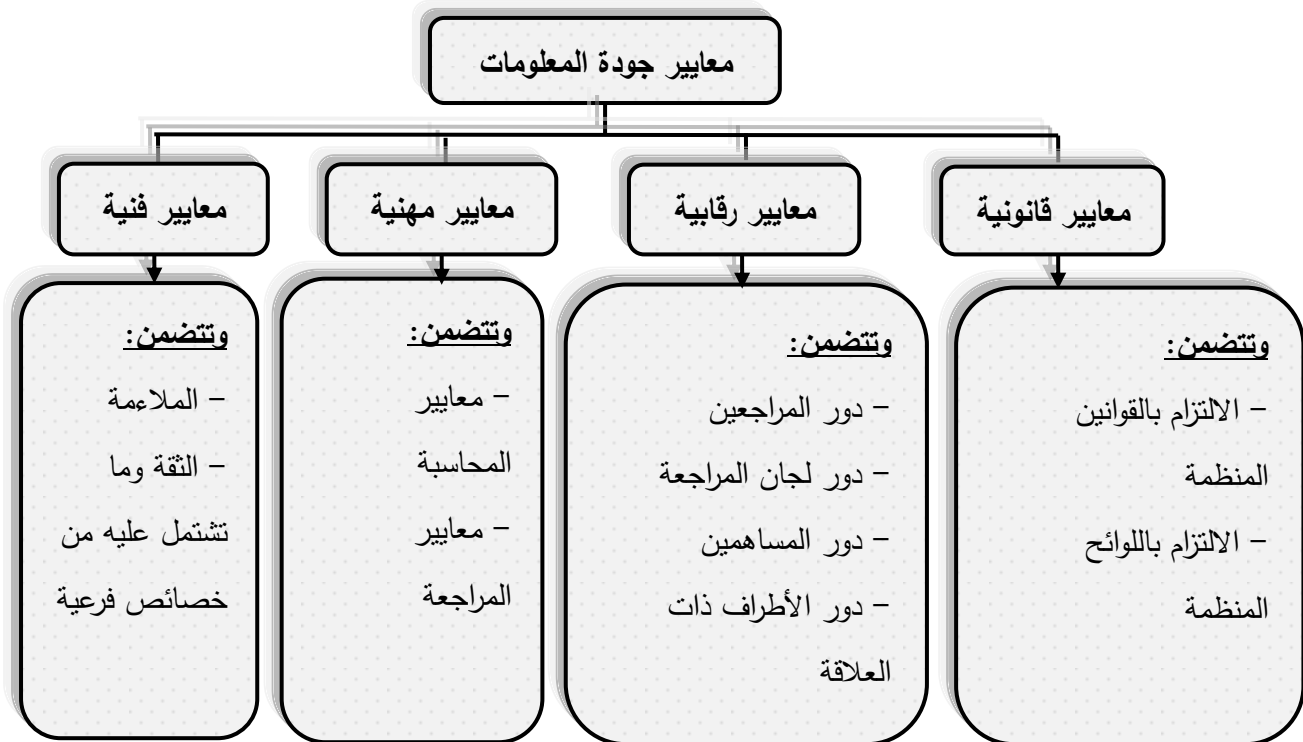 معايير جودة المعلومات
معايير قانونية
معايير رقابية
معايير مهنية
معايير فنية
وتتضمن:
- الالتزام بالقوانين
المنظمة
- الالتزام باللوائح
المنظمة
وتتضمن:
- دور المراجعين
- دور لجان المراجعة
- دور المساهمين
- دور الأطراف ذات
العلاقة
وتتضمن:
- معايير
المحاسبة
- معايير
المراجعة
وتتضمن:
- الملاءمة
- الثقة وما
تشتمل عليه من
خصائص فرعية